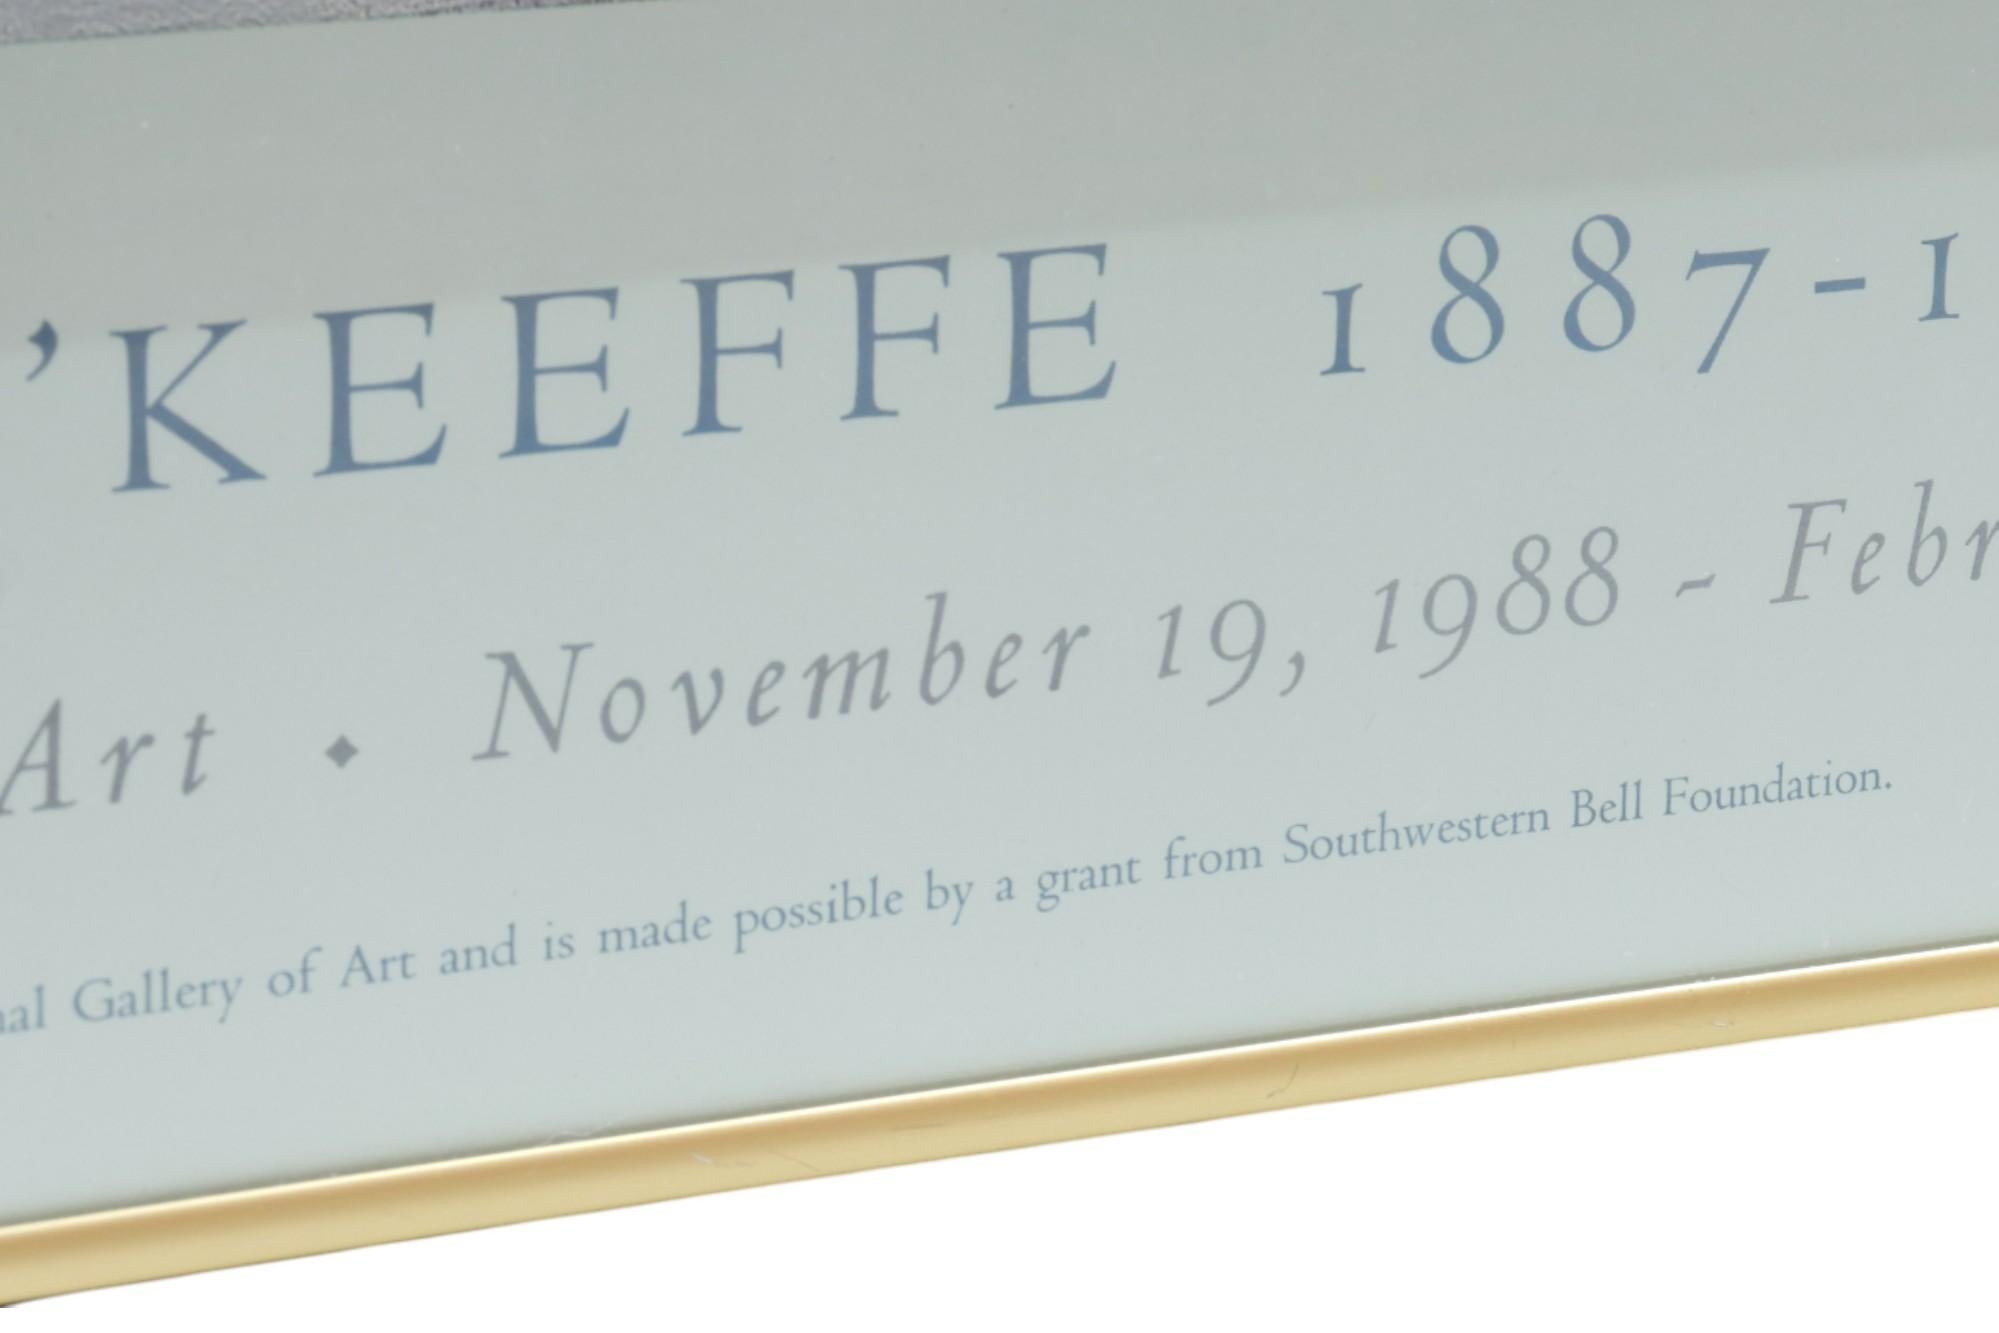 ’KEEFFE 1887-1
Art ◆ November 19, 1988 - Febr
nal Gallery of Art and is made possible by a grant from Southwestern Bell Foundation.